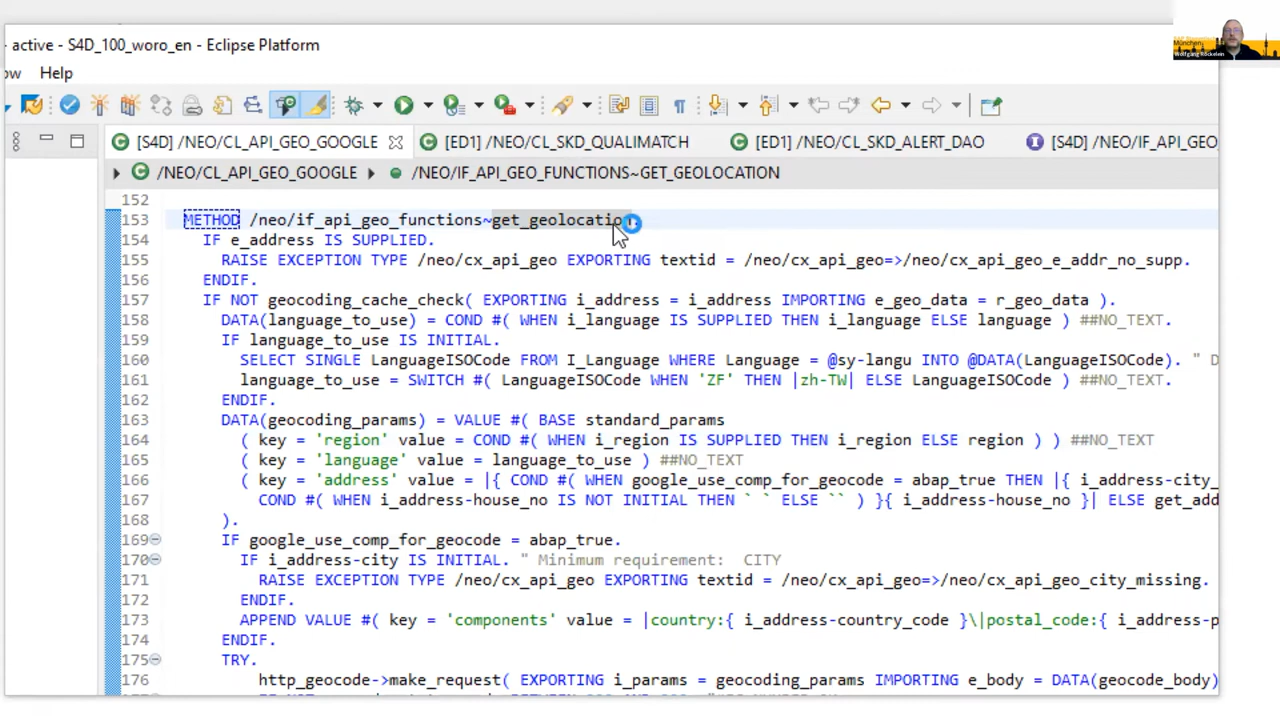 - active - S4D_100_woro_en - Eclipse Platform
ow Help
[S4D] /NEO/CL_API_GEO_GOOGLE [ED1] /NEO/CL_SKD_QUALIMATCH [ED1] /NEO/CL_SKD_ALERT_DAO [S4D] /NEO/IF_API_GEO_
/NEO/CL_API_GEO_GOOGLE /NEO/IF_API_GEO_FUNCTIONS~GET_GEOLOCATION
152
153 METHOD /neo/if_api_geo_functions~get_geolocation.
154 IF e_address IS SUPPLIED.
155 RAISE EXCEPTION TYPE /neo/cx_api_geo EXPORTING textid = /neo/cx_api_geo=>/neo/cx_api_geo_e_addr_no_supp.
156 ENDIF.
157 IF NOT geocoding_cache_check( EXPORTING i_address = i_address IMPORTING e_geo_data = r_geo_data ).
158 DATA(language_to_use) = COND #( WHEN i_language IS SUPPLIED THEN i_language ELSE language ) ##NO_TEXT.
159 IF language_to_use IS INITIAL.
160 SELECT SINGLE LanguageISOCode FROM I_Language WHERE Language = @sy-langu INTO @DATA(LanguageISOCode). " D
161 language_to_use = SWITCH #( LanguageISOCode WHEN 'ZF' THEN |zh-TW| ELSE LanguageISOCode ) ##NO_TEXT.
162 ENDIF.
163 DATA(geocoding_params) = VALUE #( BASE standard_params
164 ( key = 'region' value = COND #( WHEN i_region IS SUPPLIED THEN i_region ELSE region ) ) ##NO_TEXT
165 ( key = 'language' value = language_to_use ) ##NO_TEXT
166 ( key = 'address' value = |{ COND #( WHEN google_use_comp_for_geocode = abap_true THEN |{ i_address-city_
167 COND #( WHEN i_address-house_no IS NOT INITIAL THEN ` ` ELSE `` ) }{ i_address-house_no }| ELSE get_add
168 ).
169 IF google_use_comp_for_geocode = abap_true.
170 IF i_address-city IS INITIAL. " Minimum requirement: CITY
171 RAISE EXCEPTION TYPE /neo/cx_api_geo EXPORTING textid = /neo/cx_api_geo=>/neo/cx_api_geo_city_missing.
172 ENDIF.
173 APPEND VALUE #( key = 'components' value = |country:{ i_address-country_code }\|postal_code:{ i_address-p
174 ENDIF.
175 TRY.
176 http_geocode->make_request( EXPORTING i_params = geocoding_params IMPORTING e_body = DATA(geocode_body)
München
Wolfgang Röckelein